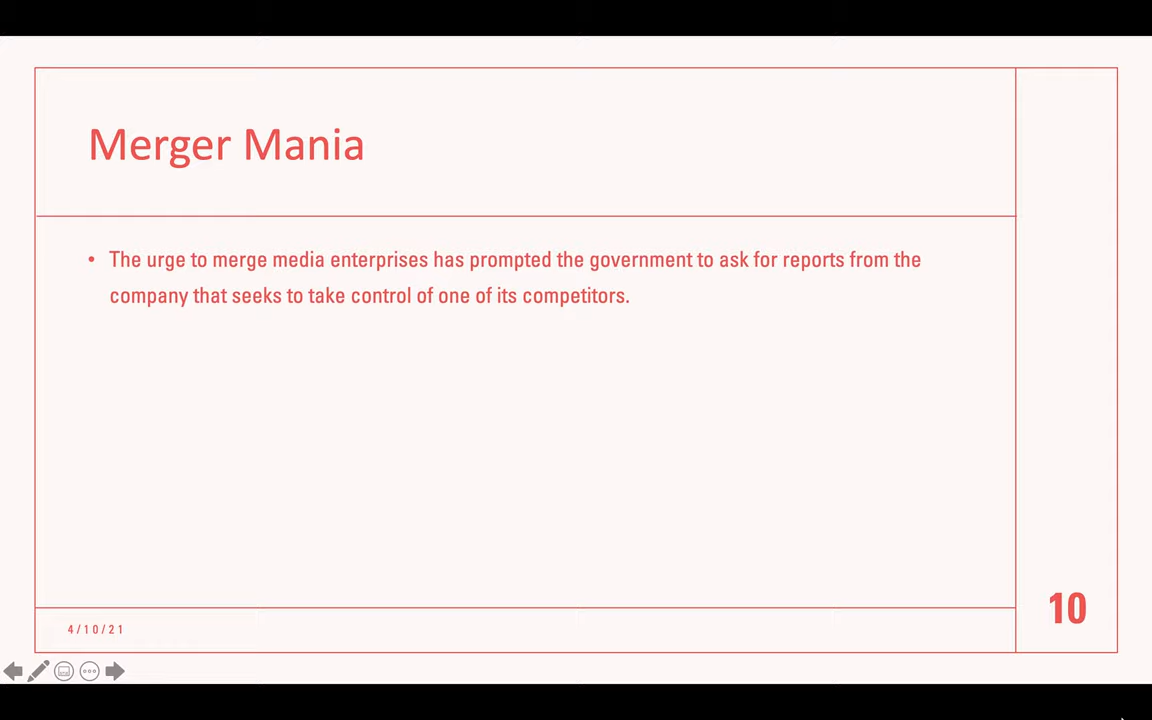 Merger Mania
• The urge to merge media enterprises has prompted the government to ask for reports from the
company that seeks to take control of one of its competitors.
10
4/10/21